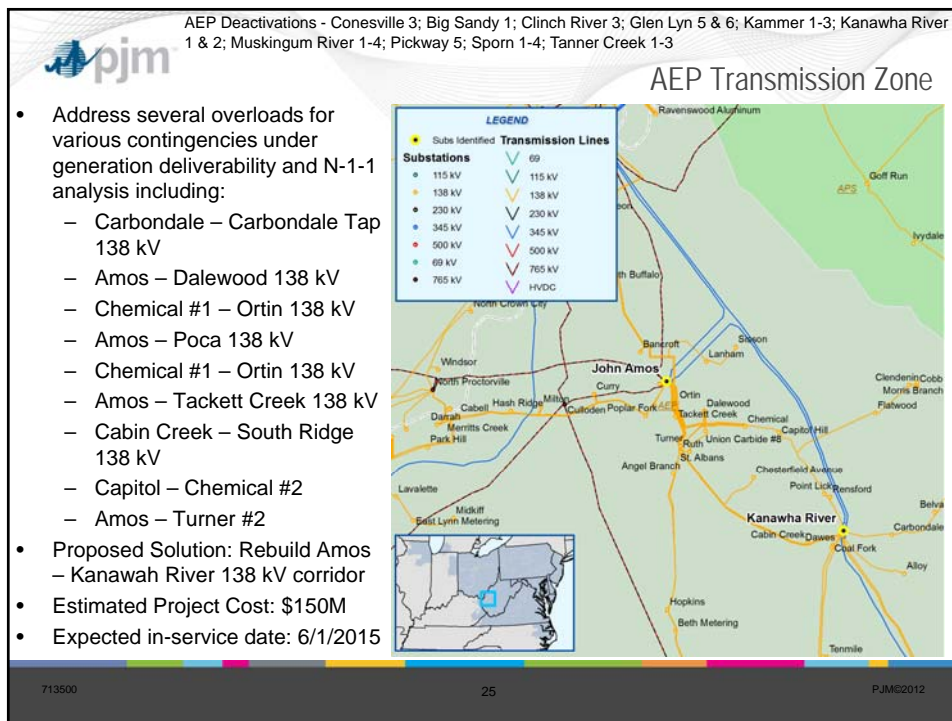 AEP Deactivations - Conesville 3; Big Sandy 1; Clinch River 3; Glen Lyn 5 & 6; Kammer 1-3; Kanawha River
1 & 2; Muskingum River 1-4; Pickway 5; Sporn 1-4; Tanner Creek 1-3
pjm
AEP Transmission Zone
• Address several overloads for
various contingencies under
generation deliverability and N-1-1
analysis including:
– Carbondale – Carbondale Tap
138 kV
– Amos – Dalewood 138 kV
– Chemical #1 – Ortin 138 kV
– Amos – Poca 138 kV
– Chemical #1 – Ortin 138 kV
– Amos – Tackett Creek 138 kV
– Cabin Creek – South Ridge
138 kV
– Capitol – Chemical #2
– Amos – Turner #2
• Proposed Solution: Rebuild Amos
– Kanawah River 138 kV corridor
• Estimated Project Cost: $150M
• Expected in-service date: 6/1/2015
LEGEND
Subs Identified
Transmission Lines
Substations
69
115 kV
115 kV
138 kV
138 kV
230 kV
230 kV
345 kV
345 kV
500 kV
500 kV
69 kV
765 kV
765 kV
HVDC
Ravenswood Aluminum
Goff Run
APS
Ivydale
eon
th Buffalo
North Crown City
Bancroft
Sisson
Lanham
Windsor
John Amos
North Proctorville
Curry
Ortin
Clendenin
Cobb
Morris Branch
Cabell
Hash Ridge
Milton
Culloden
Poplar Fork
AEP
Dalewood
Flatwood
Darrah
Tackett Creek
Chemical
Merritts Creek
Capitol Hill
Park Hill
Turner
Ruth
Union Carbide #8
St. Albans
Angel Branch
Chesterfield Avenue
Lavalette
Point Lick
Rensford
Midkiff
Belva
East Lynn Metering
Kanawha River
Carbondale
Cabin Creek
Dawes
Coal Fork
Alloy
Hopkins
Beth Metering
Tenmile
713500
25
PJM©2012